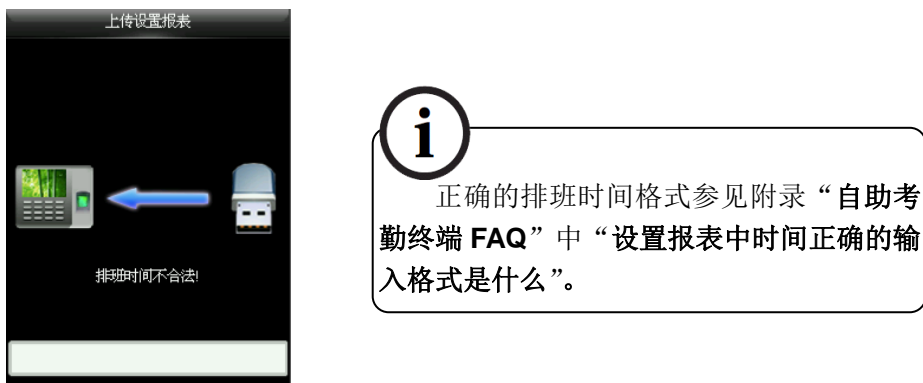 上传设置报表
排班时间不合法!
i
正确的排班时间格式参见附录“自助考
勤终端 FAQ”中“设置报表中时间正确的输
入格式是什么”。